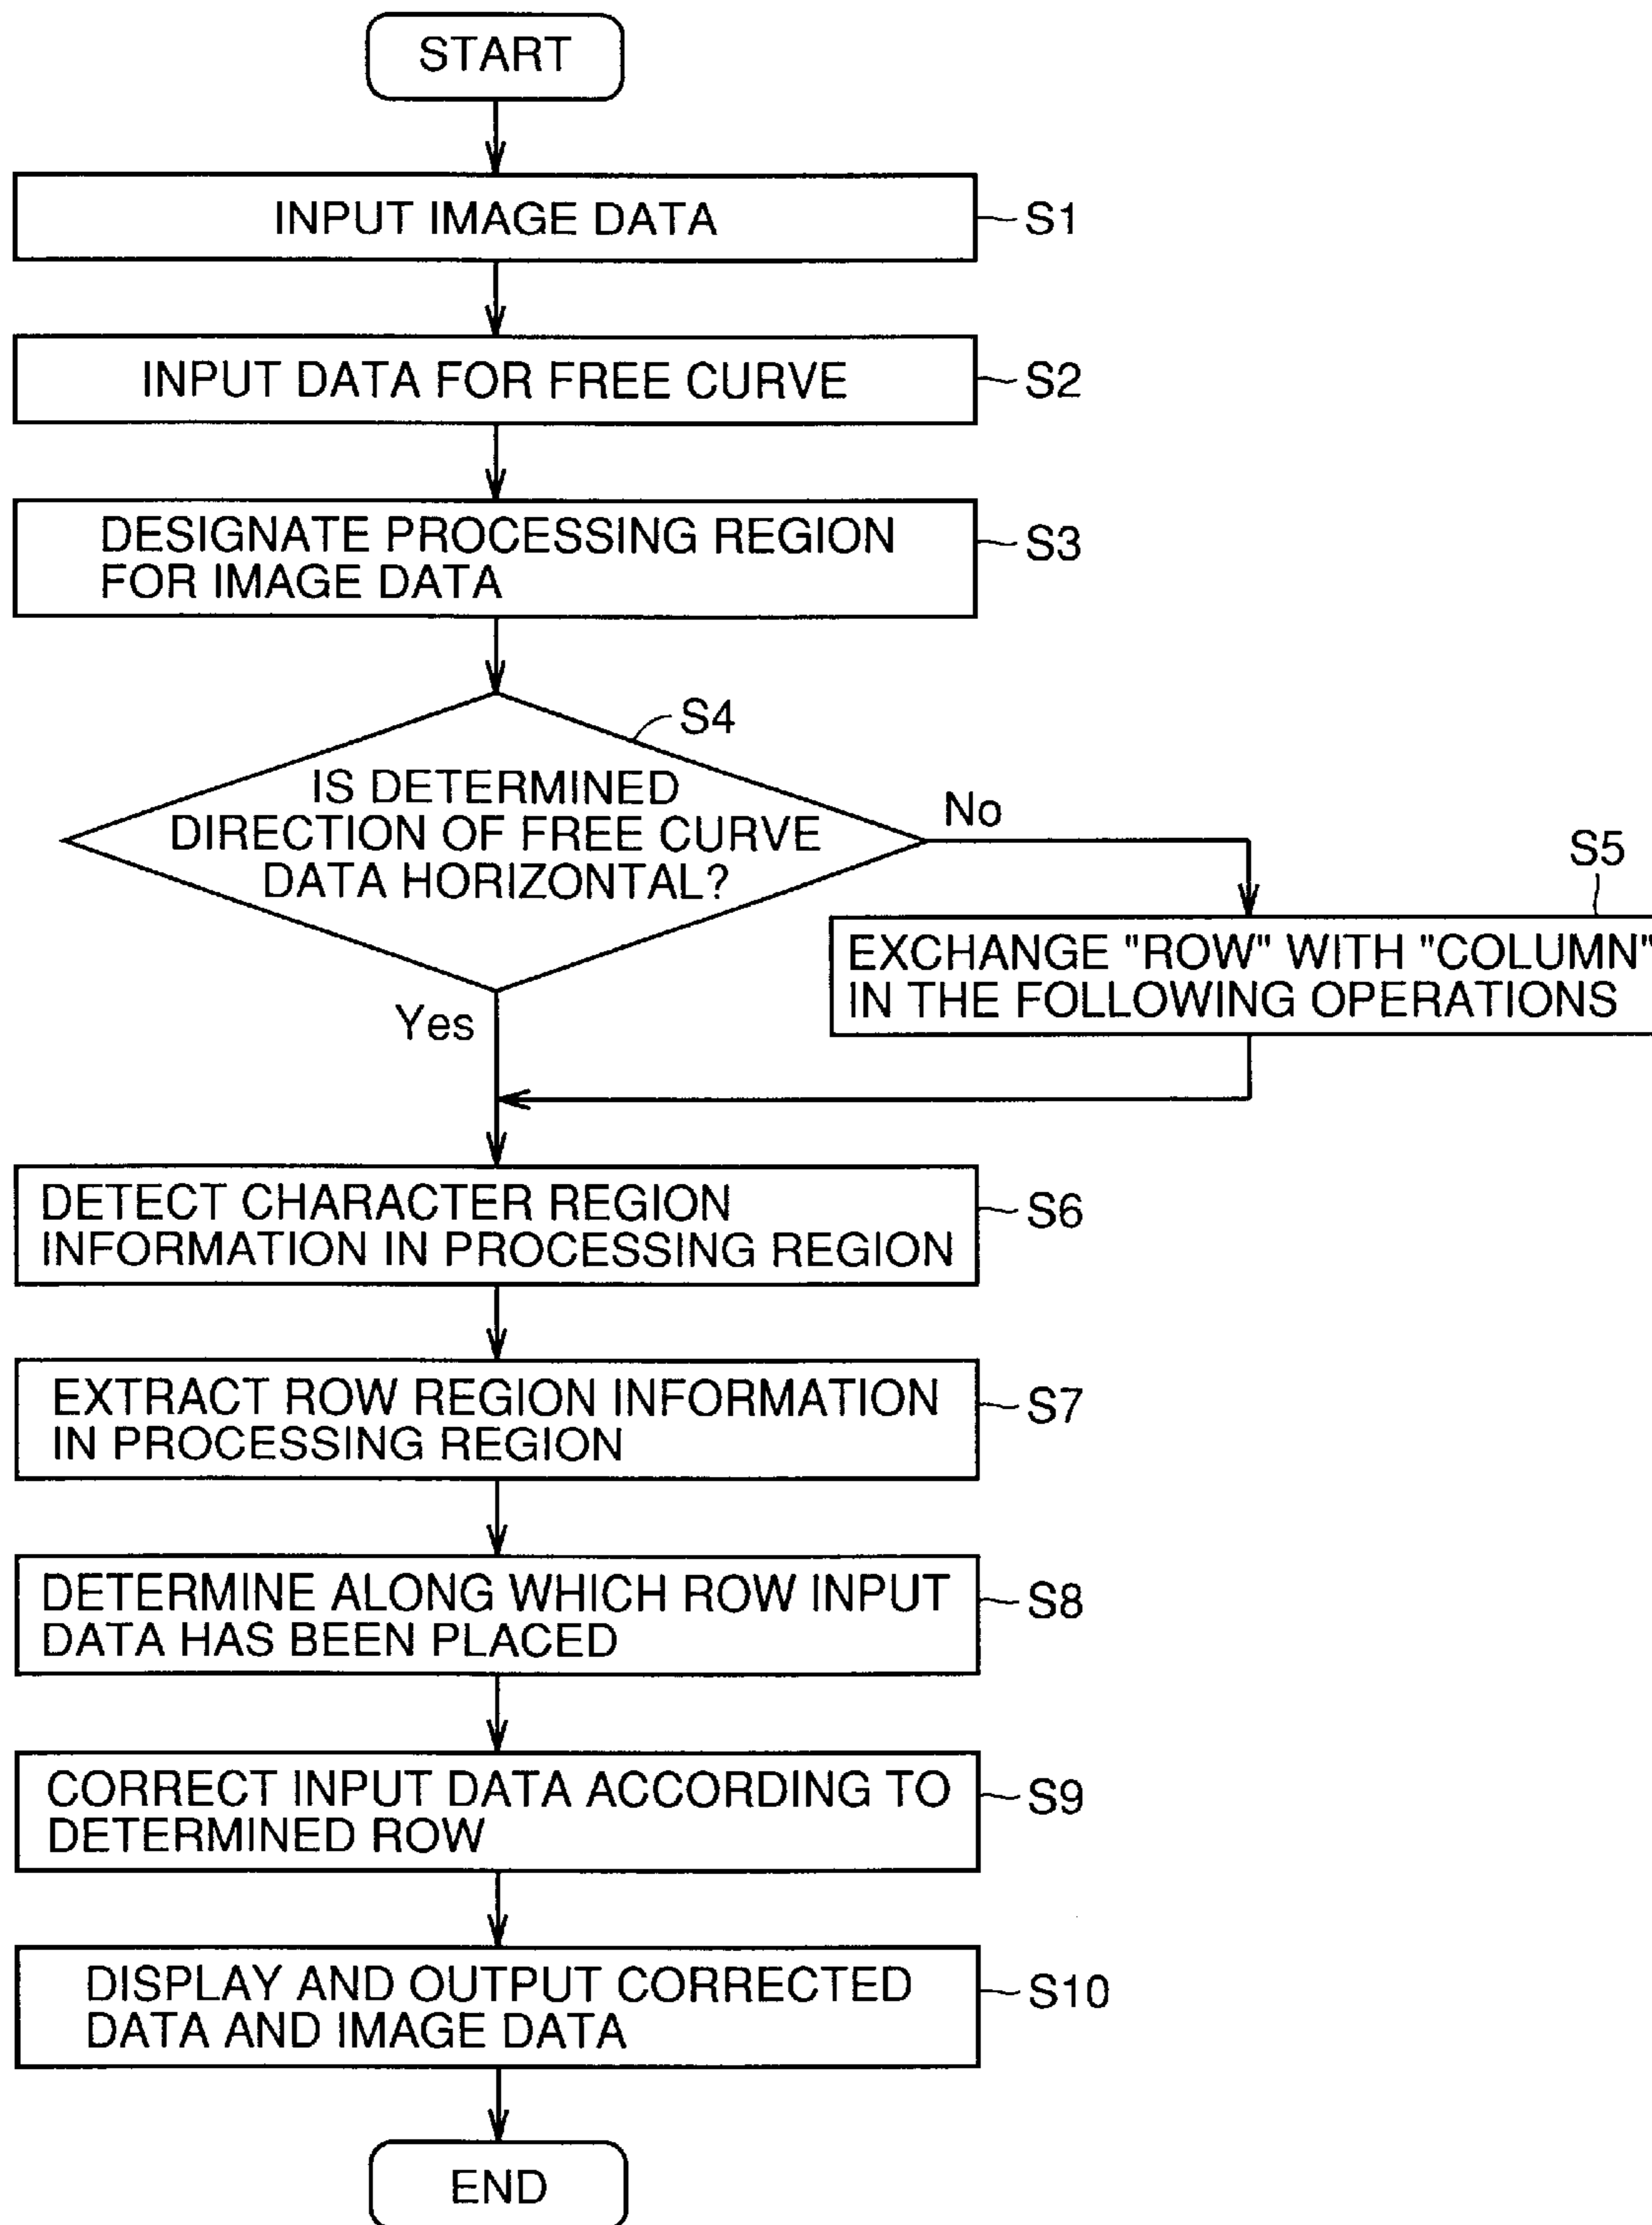 START
INPUT IMAGE DATA
S1
INPUT DATA FOR FREE CURVE
S2
DESIGNATE PROCESSING REGION
FOR IMAGE DATA
S3
S4
IS DETERMINED
DIRECTION OF FREE CURVE
DATA HORIZONTAL?
No
S5
EXCHANGE "ROW" WITH "COLUMN"
IN THE FOLLOWING OPERATIONS
Yes
DETECT CHARACTER REGION
INFORMATION IN PROCESSING REGION
S6
EXTRACT ROW REGION INFORMATION
IN PROCESSING REGION
S7
DETERMINE ALONG WHICH ROW INPUT
DATA HAS BEEN PLACED
S8
CORRECT INPUT DATA ACCORDING TO
DETERMINED ROW
S9
DISPLAY AND OUTPUT CORRECTED
DATA AND IMAGE DATA
S10
END